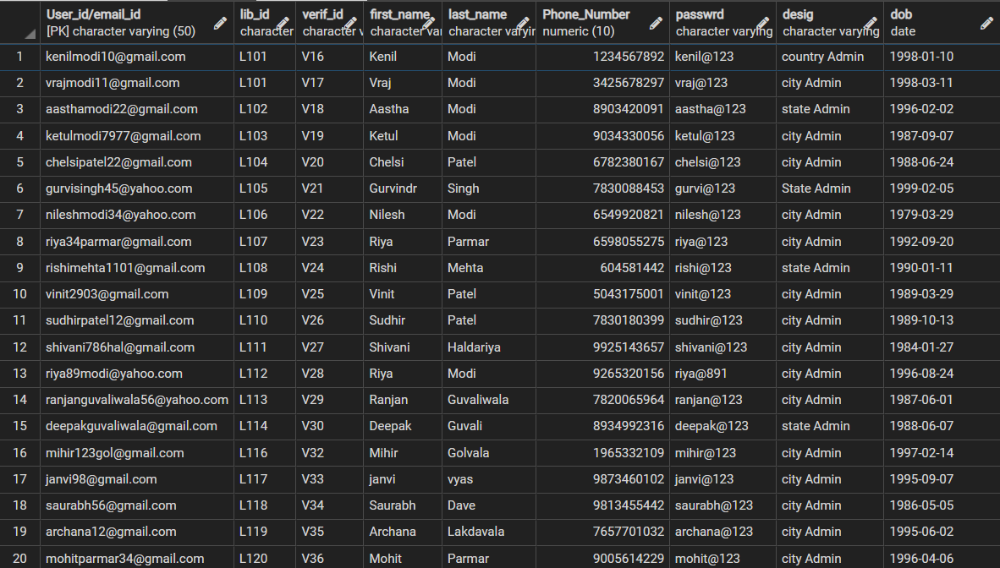 User_id/email_id lib_id verif_id first_name last_name Phone_Number passwrd desig dob
[PK] character varying (50) character character v character var character varyin numeric (10) character varying character varying date
1 kenilmodi10@gmail.com L101 V16 Kenil Modi 1234567892 kenil@123 country Admin 1998-01-10
2 vrajmodi11@gmail.com L101 V17 Vraj Modi 3425678297 vraj@123 city Admin 1998-03-11
3 aasthamodi22@gmail.com L102 V18 Aastha Modi 8903420091 aastha@123 state Admin 1996-02-02
4 ketulmodi7977@gmail.com L103 V19 Ketul Modi 9034330056 ketul@123 city Admin 1987-09-07
5 chelsipatel22@gmail.com L104 V20 Chelsi Patel 6782380167 chelsi@123 city Admin 1988-06-24
6 gurvisingh45@yahoo.com L105 V21 Gurvindr Singh 7830088453 gurvi@123 State Admin 1999-02-05
7 nileshmodi34@yahoo.com L106 V22 Nilesh Modi 6549920821 nilesh@123 city Admin 1979-03-29
8 riya34parmar@gmail.com L107 V23 Riya Parmar 6598055275 riya@123 city Admin 1992-09-20
9 rishimehta1101@gmail.com L108 V24 Rishi Mehta 604581442 rishi@123 state Admin 1990-01-11
10 vinit2903@gmail.com L109 V25 Vinit Patel 5043175001 vinit@123 city Admin 1989-03-29
11 sudhirpatel12@gmail.com L110 V26 Sudhir Patel 7830180399 sudhir@123 city Admin 1989-10-13
12 shivani786hal@gmail.com L111 V27 Shivani Haldariya 9925143657 shivani@123 city Admin 1984-01-27
13 riya89modi@yahoo.com L112 V28 Riya Modi 9265320156 riya@891 city Admin 1996-08-24
14 ranjanguvaliwala56@yahoo.com L113 V29 Ranjan Guvaliwala 7820065964 ranjan@123 city Admin 1987-06-01
15 deepakguvaliwala@gmail.com L114 V30 Deepak Guvali 8934992316 deepak@123 state Admin 1988-06-07
16 mihir123gol@gmail.com L116 V32 Mihir Golvala 1965332109 mihir@123 city Admin 1997-02-14
17 janvi98@gmail.com L117 V33 janvi vyas 9873460102 janvi@123 city Admin 1995-09-07
18 saurabh56@gmail.com L118 V34 Saurabh Dave 9813455442 saurabh@123 city Admin 1986-05-05
19 archana12@gmail.com L119 V35 Archana Lakdavala 7657701032 archana@123 city Admin 1995-06-02
20 mohitparmar34@gmail.com L120 V36 Mohit Parmar 9005614229 mohit@123 city Admin 1996-04-06